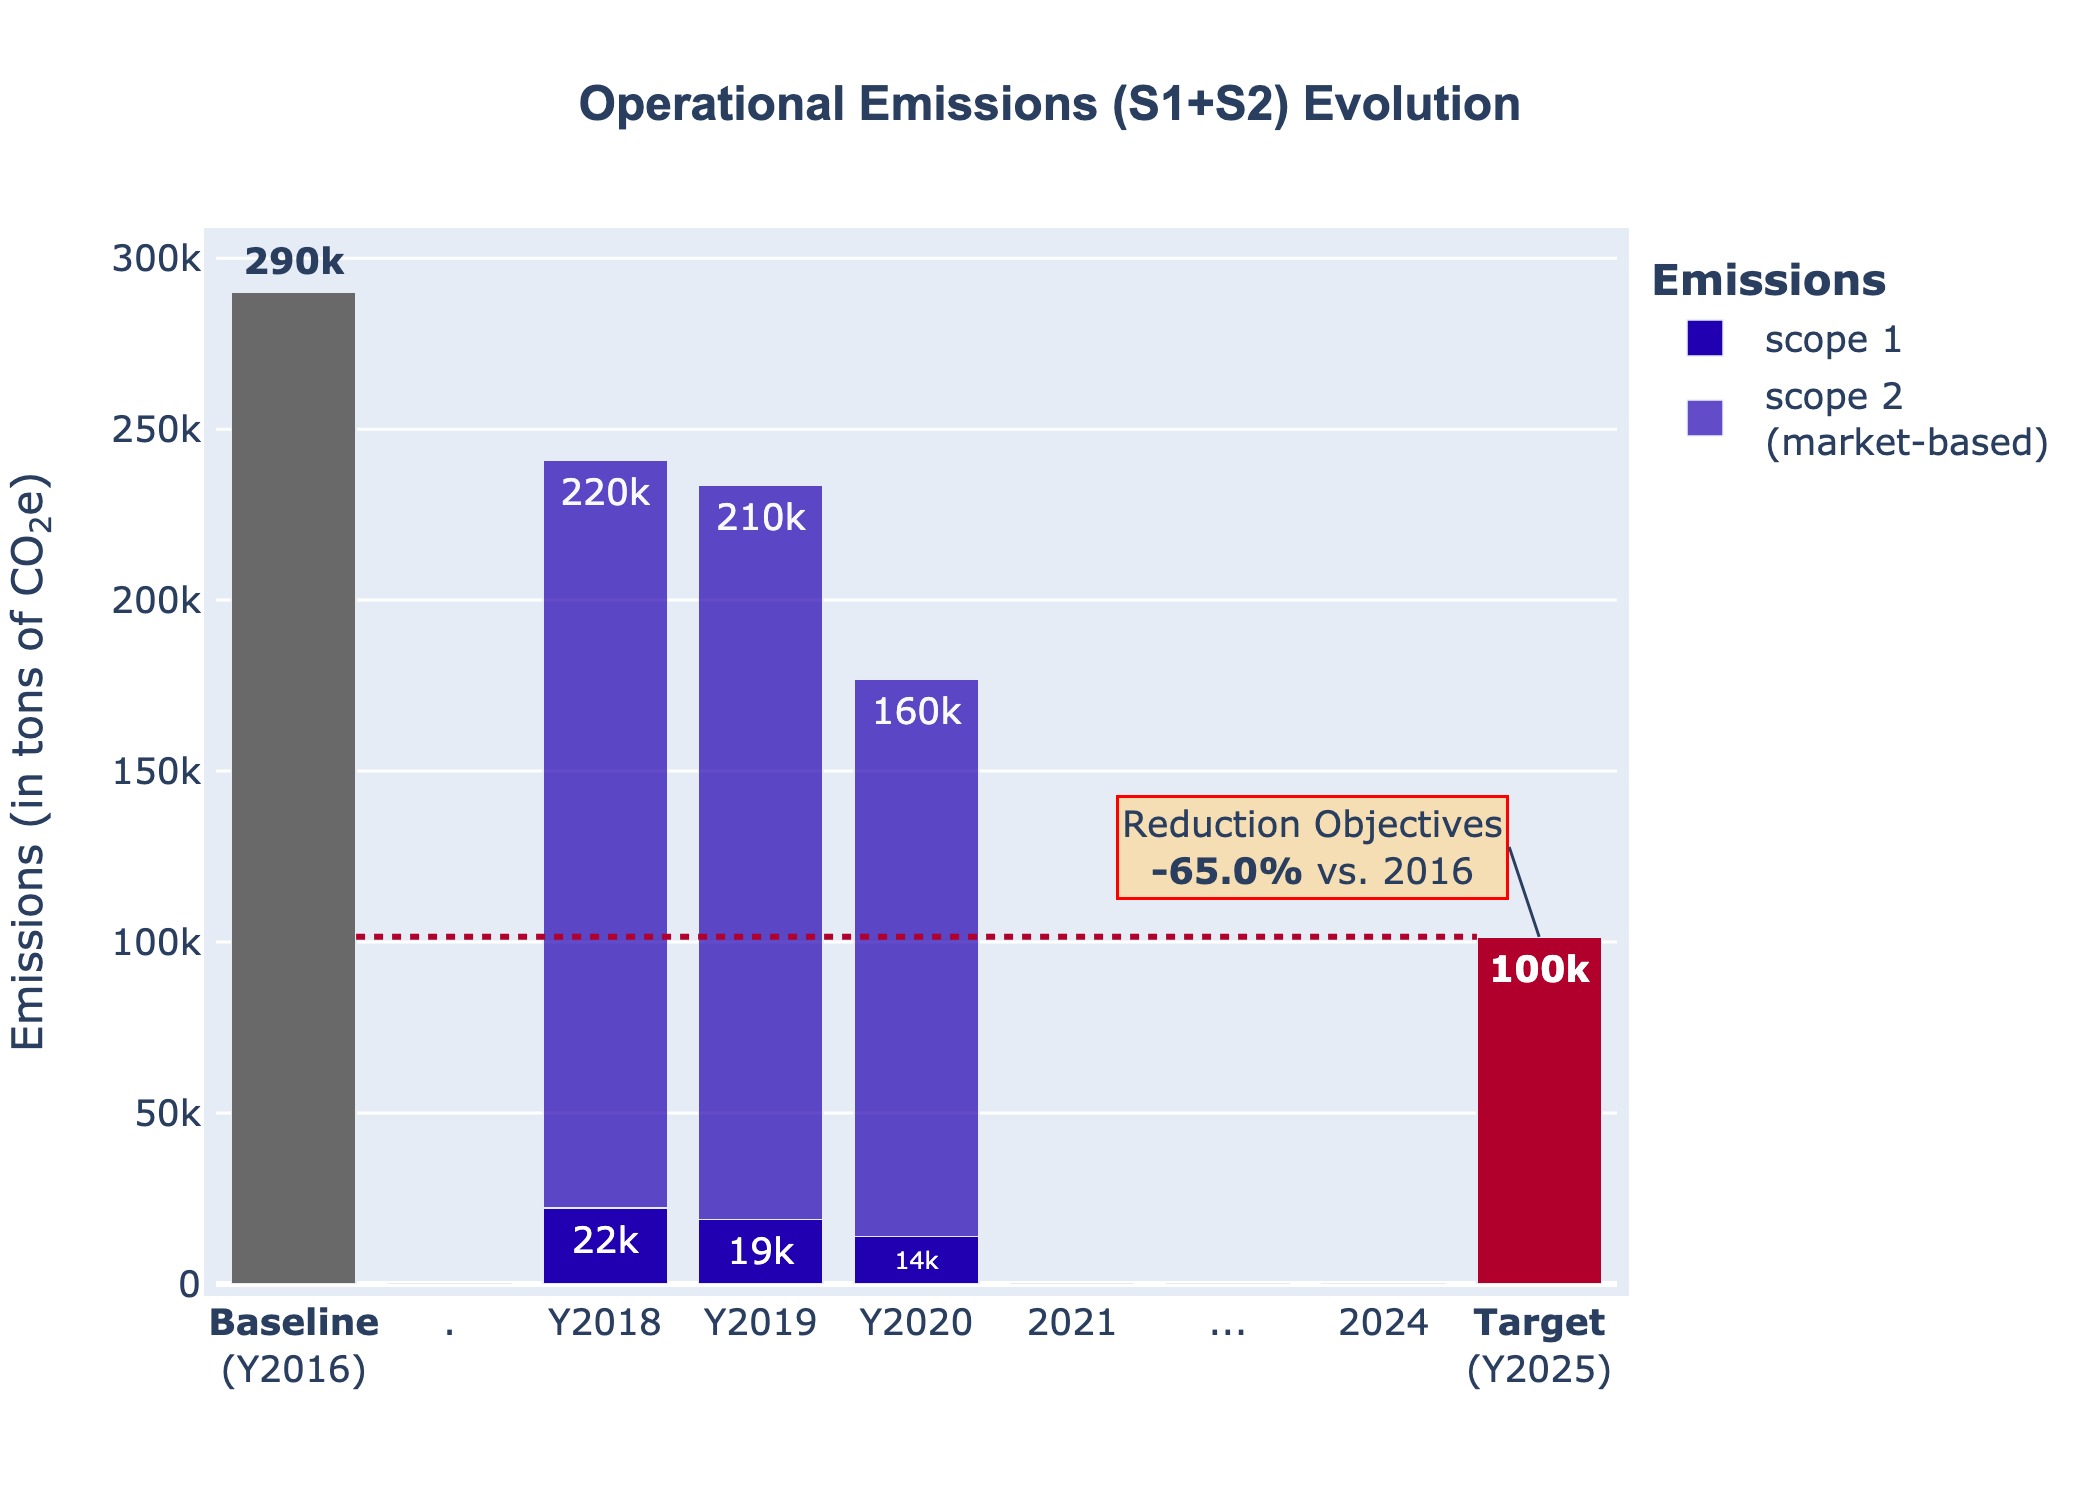 Operational Emissions (S1+S2) Evolution
Emissions (in tons of CO₂e)
300k
250k
200k
150k
100k
50k
0
290k
220k
210k
160k
22k
19k
14k
Reduction Objectives
-65.0% vs. 2016
100k
Baseline
(Y2016)
.
Y2018
Y2019
Y2020
2021
...
2024
Target
(Y2025)
Emissions
scope 1
scope 2
(market-based)